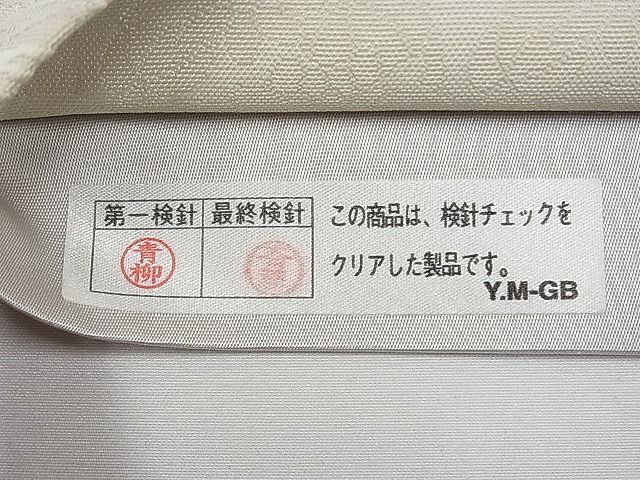 第一検針 最終検針
青柳
この商品は、検針チェックを
クリアした製品です。
Y.M-GB